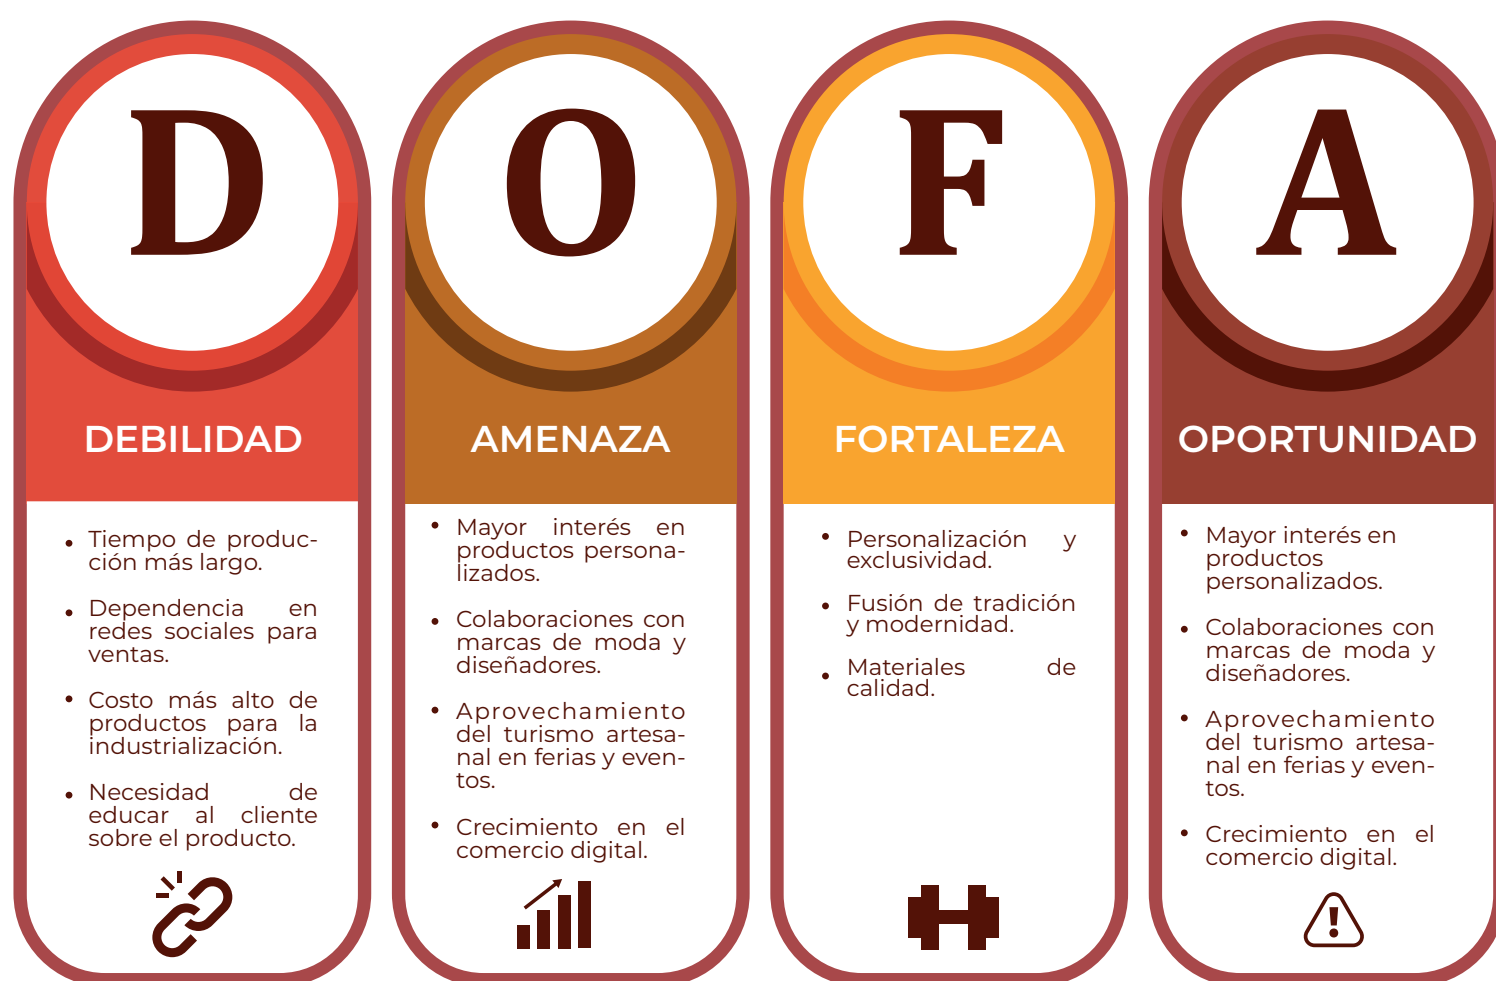 D
DEBILIDAD
• Tiempo de produc-
ción más largo.
• Dependencia en
redes sociales para
ventas.
• Costo más alto de
productos para la
industrialización.
• Necesidad de
educar al cliente
sobre el producto.
O
AMENAZA
• Mayor interés en
productos persona-
lizados.
• Colaboraciones con
marcas de moda y
diseñadores.
• Aprovechamiento
del turismo artesa-
nal en ferias y even-
tos.
• Crecimiento en el
comercio digital.
F
FORTALEZA
• Personalización y
exclusividad.
• Fusión de tradición
y modernidad.
• Materiales de
calidad.
A
OPORTUNIDAD
• Mayor interés en
productos
personalizados.
• Colaboraciones con
marcas de moda y
diseñadores.
• Aprovechamiento
del turismo artesa-
nal en ferias y even-
tos.
• Crecimiento en el
comercio digital.